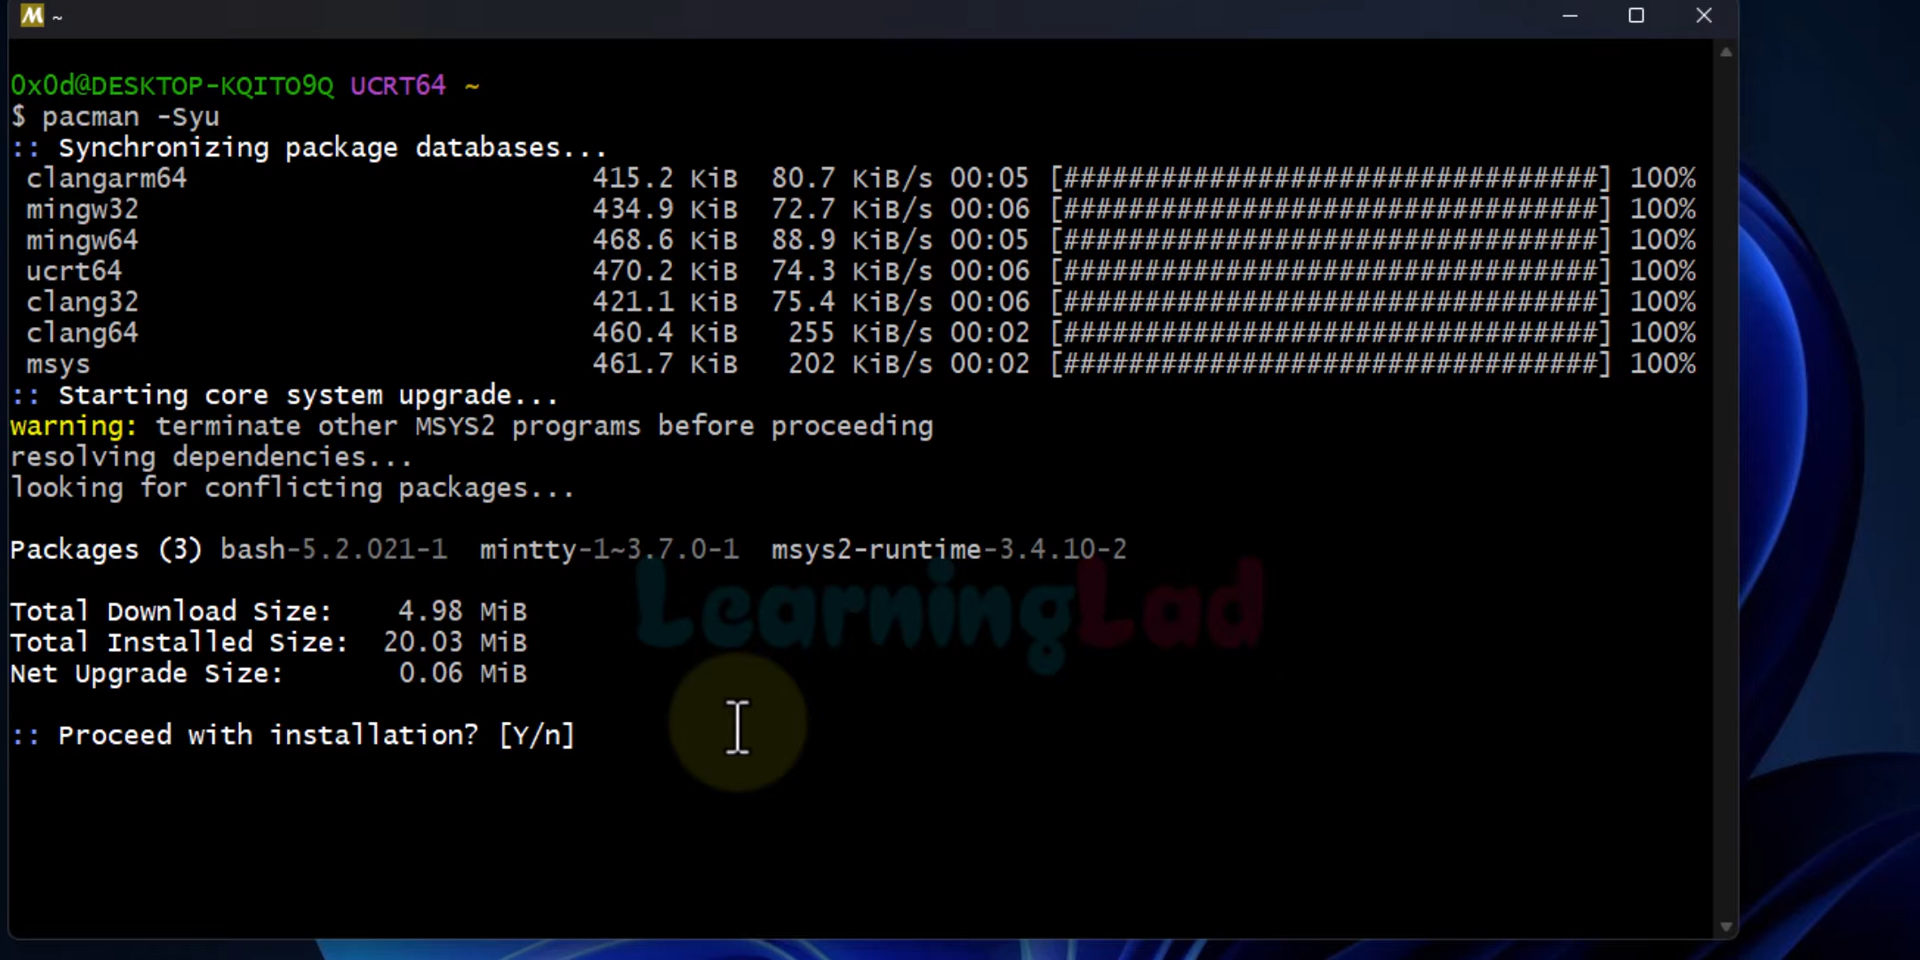 M ~
0x0d@DESKTOP-KQITO9Q UCRT64 ~
$ pacman -Syu
:: Synchronizing package databases...
clangarm64 415.2 KiB 80.7 KiB/s 00:05 [#################################] 100%
mingw32 434.9 KiB 72.7 KiB/s 00:06 [#################################] 100%
mingw64 468.6 KiB 88.9 KiB/s 00:05 [#################################] 100%
ucrt64 470.2 KiB 74.3 KiB/s 00:06 [#################################] 100%
clang32 421.1 KiB 75.4 KiB/s 00:06 [#################################] 100%
clang64 460.4 KiB 255 KiB/s 00:02 [#################################] 100%
msys 461.7 KiB 202 KiB/s 00:02 [#################################] 100%
:: Starting core system upgrade...
warning: terminate other MSYS2 programs before proceeding
resolving dependencies...
looking for conflicting packages...
Packages (3) bash-5.2.021-1 mintty-1~3.7.0-1 msys2-runtime-3.4.10-2
LearningLad
Total Download Size: 4.98 MiB
Total Installed Size: 20.03 MiB
Net Upgrade Size: 0.06 MiB
:: Proceed with installation? [Y/n]